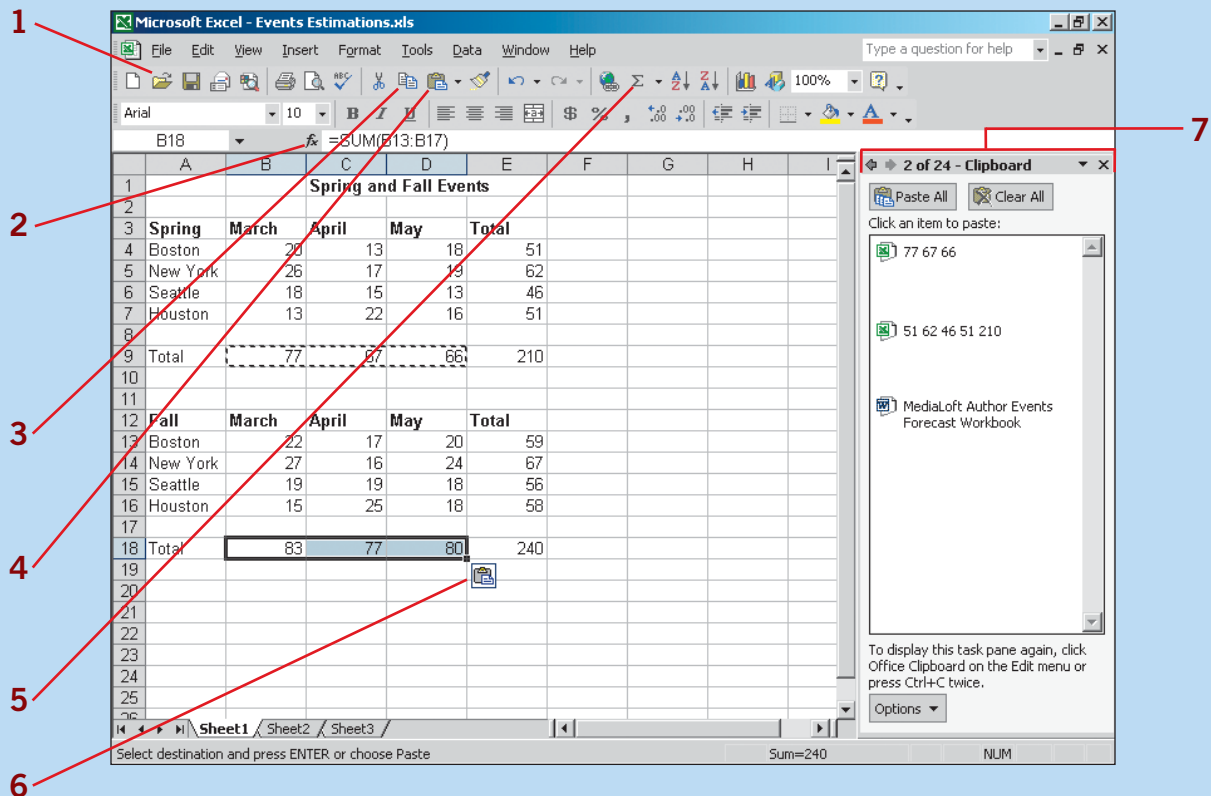 1
Microsoft Excel - Events Estimations.xls
File Edit View Insert Format Tools Data Window Help Type a question for help
ABC Σ A Z Z A 100% ?
Arial 10 B I U a $ % , .0 .00 .00 .0 A
7
B18 fx =SUM(B13:B17)
A B C D E F G H I
2 of 24 - Clipboard
1 Spring and Fall Events
Paste All Clear All
2
2
Click an item to paste:
3 Spring March April May Total
4 Boston 20 13 18 51
77 67 66
5 New York 26 17 19 62
6 Seattle 18 15 13 46
7 Houston 13 22 16 51
51 62 46 51 210
8
9 Total 77 67 66 210
10
11
MediaLoft Author Events
Forecast Workbook
12 Fall March April May Total
3
13 Boston 22 17 20 59
14 New York 27 16 24 67
15 Seattle 19 19 18 56
16 Houston 15 25 18 58
17
18 Total 83 77 80 240
4
19
20
21
22
23
24
25
26
To display this task pane again, click
Office Clipboard on the Edit menu or
press Ctrl+C twice.
5
Options
Sheet1 Sheet2 Sheet3
Select destination and press ENTER or choose Paste Sum=240 NUM
6